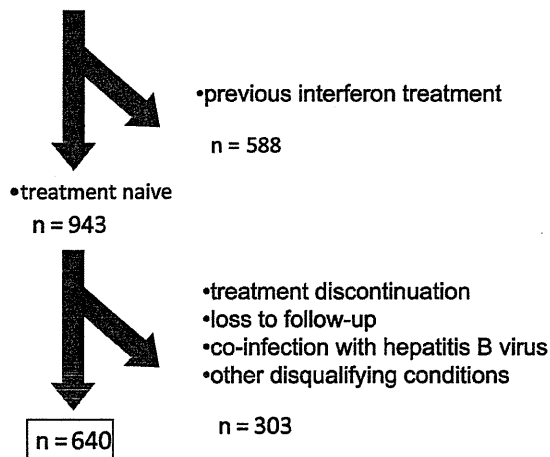 •previous interferon treatment
n = 588
•treatment naive
n = 943
•treatment discontinuation
•loss to follow-up
•co-infection with hepatitis B virus
•other disqualifying conditions
n = 303
n = 640